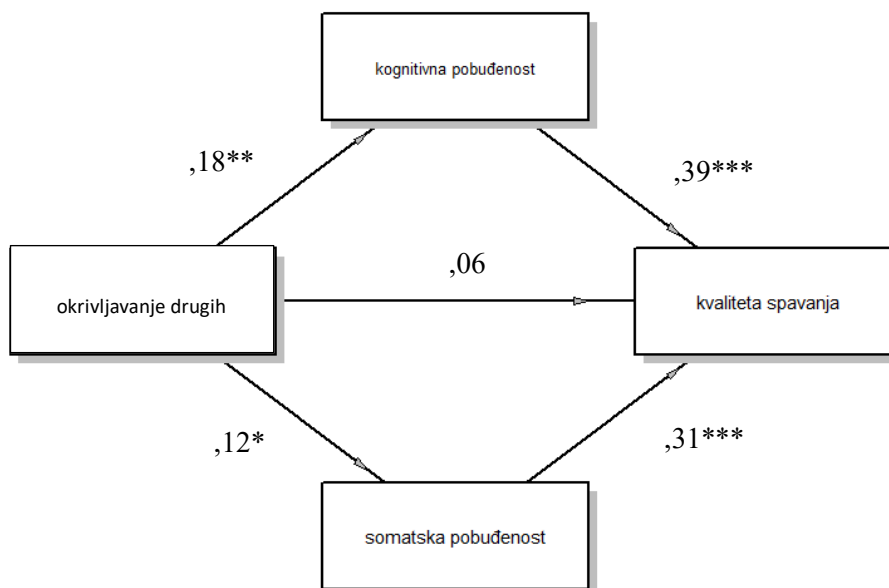 kognitivna pobuđenost
,18**
,39***
,06
okrivljavanje drugih
kvaliteta spavanja
,12*
,31***
somatska pobuđenost